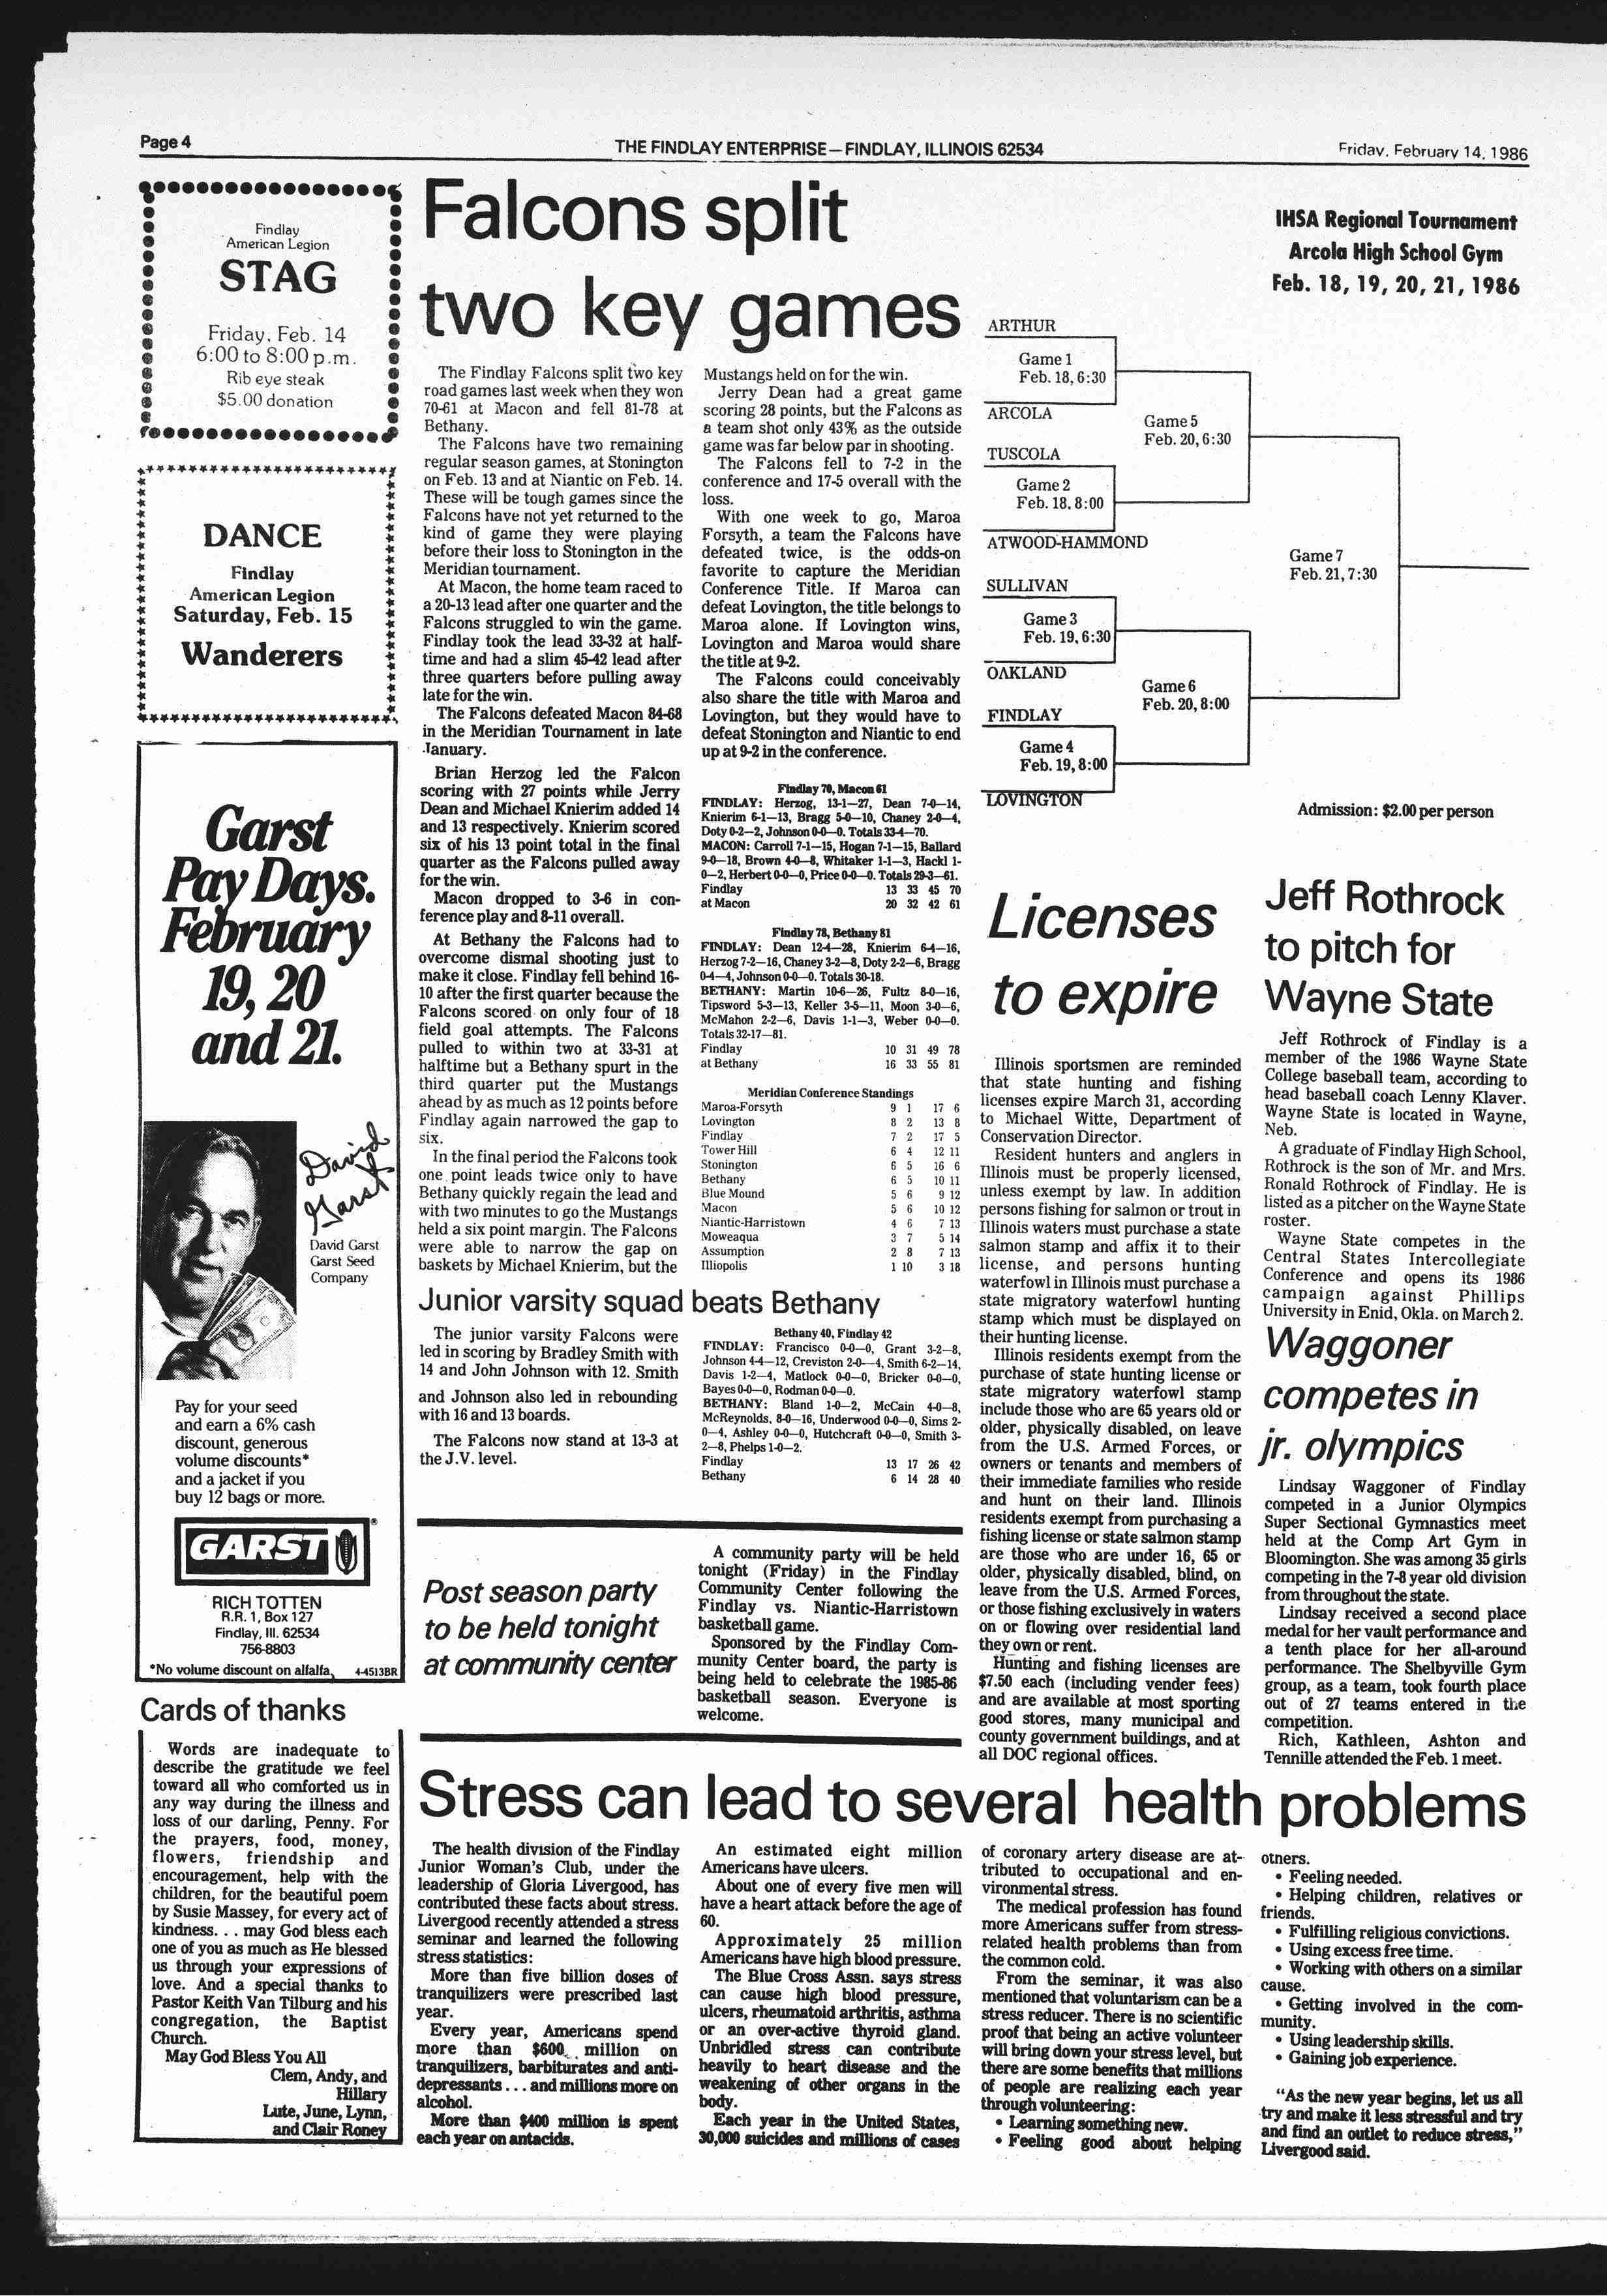 Page 4
THE FINDLAY ENTERPRISE—FINDLAY, ILLINOIS 62534
Friday, February 14, 1986
Findlay
American Legion
STAG
Friday, Feb. 14
6:00 to 8:00 p.m.
Rib eye steak
$5.00 donation
DANCE
Findlay
American Legion
Saturday, Feb. 15
Wanderers
Garst
Pay Days.
February
19, 20
and 21.
David
Garst
David Garst
Garst Seed
Company
Pay for your seed
and earn a 6% cash
discount, generous
volume discounts*
and a jacket if you
buy 12 bags or more.
GARST
RICH TOTTEN
R.R. 1, Box 127
Findlay, Ill. 62534
756-8803
*No volume discount on alfalfa. 4-4513BR
Cards of thanks
Words are inadequate to
describe the gratitude we feel
toward all who comforted us in
any way during the illness and
loss of our darling, Penny. For
the prayers, food, money,
flowers, friendship and
encouragement, help with the
children, for the beautiful poem
by Susie Massey, for every act of
kindness. . . may God bless each
one of you as much as He blessed
us through your expressions of
love. And a special thanks to
Pastor Keith Van Tilburg and his
congregation, the Baptist
Church.
May God Bless You All
Clem, Andy, and
Hillary
Lute, June, Lynn,
and Clair Roney
Falcons split
two key games
The Findlay Falcons split two key
road games last week when they won
70-61 at Macon and fell 81-78 at
Bethany.
The Falcons have two remaining
regular season games, at Stonington
on Feb. 13 and at Niantic on Feb. 14.
These will be tough games since the
Falcons have not yet returned to the
kind of game they were playing
before their loss to Stonington in the
Meridian tournament.
At Macon, the home team raced to
a 20-13 lead after one quarter and the
Falcons struggled to win the game.
Findlay took the lead 33-32 at half-
time and had a slim 45-42 lead after
three quarters before pulling away
late for the win.
The Falcons defeated Macon 84-68
in the Meridian Tournament in late
January.
Brian Herzog led the Falcon
scoring with 27 points while Jerry
Dean and Michael Knierim added 14
and 13 respectively. Knierim scored
six of his 13 point total in the final
quarter as the Falcons pulled away
for the win.
Macon dropped to 3-6 in con-
ference play and 8-11 overall.
At Bethany the Falcons had to
overcome dismal shooting just to
make it close. Findlay fell behind 16-
10 after the first quarter because the
Falcons scored on only four of 18
field goal attempts. The Falcons
pulled to within two at 33-31 at
halftime but a Bethany spurt in the
third quarter put the Mustangs
ahead by as much as 12 points before
Findlay again narrowed the gap to
six.
In the final period the Falcons took
one point leads twice only to have
Bethany quickly regain the lead and
with two minutes to go the Mustangs
held a six point margin. The Falcons
were able to narrow the gap on
baskets by Michael Knierim, but the
Mustangs held on for the win.
Jerry Dean had a great game
scoring 28 points, but the Falcons as
a team shot only 43% as the outside
game was far below par in shooting.
The Falcons fell to 7-2 in the
conference and 17-5 overall with the
loss.
With one week to go, Maroa
Forsyth, a team the Falcons have
defeated twice, is the odds-on
favorite to capture the Meridian
Conference Title. If Maroa can
defeat Lovington, the title belongs to
Maroa alone. If Lovington wins,
Lovington and Maroa would share
the title at 9-2.
The Falcons could conceivably
also share the title with Maroa and
Lovington, but they would have to
defeat Stonington and Niantic to end
up at 9-2 in the conference.
Findlay 70, Macon 61
FINDLAY: Herzog, 13-1—27, Dean 7-0—14,
Knierim 6-1—13, Bragg 5-0—10, Chaney 2-0—4,
Doty 0-2—2, Johnson 0-0—0. Totals 33-4—70.
MACON: Carroll 7-1—15, Hogan 7-1—15, Ballard
9-0—18, Brown 4-0—8, Whitaker 1-1—3, Hackl 1-
0—2, Herbert 0-0—0, Price 0-0—0. Totals 29-3—61.
Findlay 13 33 45 70
at Macon 20 32 42 61
Findlay 78, Bethany 81
FINDLAY: Dean 12-4—28, Knierim 6-4—16,
Herzog 7-2—16, Chaney 3-2—8, Doty 2-2—6, Bragg
0-4—4, Johnson 0-0—0. Totals 30-18.
BETHANY: Martin 10-6—26, Fultz 8-0—16,
Tipsword 5-3—13, Keller 3-5—11, Moon 3-0—6,
McMahon 2-2—6, Davis 1-1—3, Weber 0-0—0.
Totals 32-17—81.
Findlay 10 31 49 78
at Bethany 16 33 55 81
Meridian Conference Standings
Maroa-Forsyth 9 1 17 6
Lovington 8 2 13 8
Findlay 7 2 17 5
Tower Hill 6 4 12 11
Stonington 6 5 16 6
Bethany 6 5 10 11
Blue Mound 5 6 9 12
Macon 5 6 10 12
Niantic-Harristown 4 6 7 13
Moweaqua 3 7 5 14
Assumption 2 8 7 13
Illiopolis 1 10 3 18
Junior varsity squad beats Bethany
The junior varsity Falcons were
led in scoring by Bradley Smith with
14 and John Johnson with 12. Smith
and Johnson also led in rebounding
with 16 and 13 boards.
The Falcons now stand at 13-3 at
the J.V. level.
Bethany 40, Findlay 42
FINDLAY: Francisco 0-0—0, Grant 3-2—8,
Johnson 4-4—12, Creviston 2-0—4, Smith 6-2—14,
Davis 1-2—4, Matlock 0-0—0, Bricker 0-0—0,
Bayes 0-0—0, Rodman 0-0—0.
BETHANY: Bland 1-0—2, McCain 4-0—8,
McReynolds, 8-0—16, Underwood 0-0—0, Sims 2-
0—4, Ashley 0-0—0, Hutchcraft 0-0—0, Smith 3-
2—8, Phelps 1-0—2.
Findlay 13 17 26 42
Bethany 6 14 28 40
Post season party
to be held tonight
at community center
A community party will be held
tonight (Friday) in the Findlay
Community Center following the
Findlay vs. Niantic-Harristown
basketball game.
Sponsored by the Findlay Com-
munity Center board, the party is
being held to celebrate the 1985-86
basketball season. Everyone is
welcome.
IHSA Regional Tournament
Arcola High School Gym
Feb. 18, 19, 20, 21, 1986
ARTHUR
Game 1
Feb. 18, 6:30
ARCOLA
Game 5
Feb. 20, 6:30
TUSCOLA
Game 2
Feb. 18, 8:00
ATWOOD-HAMMOND
Game 7
Feb. 21, 7:30
SULLIVAN
Game 3
Feb. 19, 6:30
OAKLAND
Game 6
Feb. 20, 8:00
FINDLAY
Game 4
Feb. 19, 8:00
LOVINGTON
Admission: $2.00 per person
Licenses
to expire
Illinois sportsmen are reminded
that state hunting and fishing
licenses expire March 31, according
to Michael Witte, Department of
Conservation Director.
Resident hunters and anglers in
Illinois must be properly licensed,
unless exempt by law. In addition
persons fishing for salmon or trout in
Illinois waters must purchase a state
salmon stamp and affix it to their
license, and persons hunting
waterfowl in Illinois must purchase a
state migratory waterfowl hunting
stamp which must be displayed on
their hunting license.
Illinois residents exempt from the
purchase of state hunting license or
state migratory waterfowl stamp
include those who are 65 years old or
older, physically disabled, on leave
from the U.S. Armed Forces, or
owners or tenants and members of
their immediate families who reside
and hunt on their land. Illinois
residents exempt from purchasing a
fishing license or state salmon stamp
are those who are under 16, 65 or
older, physically disabled, blind, on
leave from the U.S. Armed Forces,
or those fishing exclusively in waters
on or flowing over residential land
they own or rent.
Hunting and fishing licenses are
$7.50 each (including vender fees)
and are available at most sporting
good stores, many municipal and
county government buildings, and at
all DOC regional offices.
Jeff Rothrock
to pitch for
Wayne State
Jeff Rothrock of Findlay is a
member of the 1986 Wayne State
College baseball team, according to
head baseball coach Lenny Klaver.
Wayne State is located in Wayne,
Neb.
A graduate of Findlay High School,
Rothrock is the son of Mr. and Mrs.
Ronald Rothrock of Findlay. He is
listed as a pitcher on the Wayne State
roster.
Wayne State competes in the
Central States Intercollegiate
Conference and opens its 1986
campaign against Phillips
University in Enid, Okla. on March 2.
Waggoner
competes in
jr. olympics
Lindsay Waggoner of Findlay
competed in a Junior Olympics
Super Sectional Gymnastics meet
held at the Comp Art Gym in
Bloomington. She was among 35 girls
competing in the 7-8 year old division
from throughout the state.
Lindsay received a second place
medal for her vault performance and
a tenth place for her all-around
performance. The Shelbyville Gym
group, as a team, took fourth place
out of 27 teams entered in the
competition.
Rich, Kathleen, Ashton and
Tennille attended the Feb. 1 meet.
Stress can lead to several health problems
The health division of the Findlay
Junior Woman's Club, under the
leadership of Gloria Livergood, has
contributed these facts about stress.
Livergood recently attended a stress
seminar and learned the following
stress statistics:
More than five billion doses of
tranquilizers were prescribed last
year.
Every year, Americans spend
more than $600 million on
tranquilizers, barbiturates and anti-
depressants . . . and millions more on
alcohol.
More than $400 million is spent
each year on antacids.
An estimated eight million
Americans have ulcers.
About one of every five men will
have a heart attack before the age of
60.
Approximately 25 million
Americans have high blood pressure.
The Blue Cross Assn. says stress
can cause high blood pressure,
ulcers, rheumatoid arthritis, asthma
or an over-active thyroid gland.
Unbridled stress can contribute
heavily to heart disease and the
weakening of other organs in the
body.
Each year in the United States,
30,000 suicides and millions of cases
of coronary artery disease are at-
tributed to occupational and en-
vironmental stress.
The medical profession has found
more Americans suffer from stress-
related health problems than from
the common cold.
From the seminar, it was also
mentioned that voluntarism can be a
stress reducer. There is no scientific
proof that being an active volunteer
will bring down your stress level, but
there are some benefits that millions
of people are realizing each year
through volunteering:
• Learning something new.
• Feeling good about helping
others.
• Feeling needed.
• Helping children, relatives or
friends.
• Fulfilling religious convictions.
• Using excess free time.
• Working with others on a similar
cause.
• Getting involved in the com-
munity.
• Using leadership skills.
• Gaining job experience.
"As the new year begins, let us all
try and make it less stressful and try
and find an outlet to reduce stress,"
Livergood said.